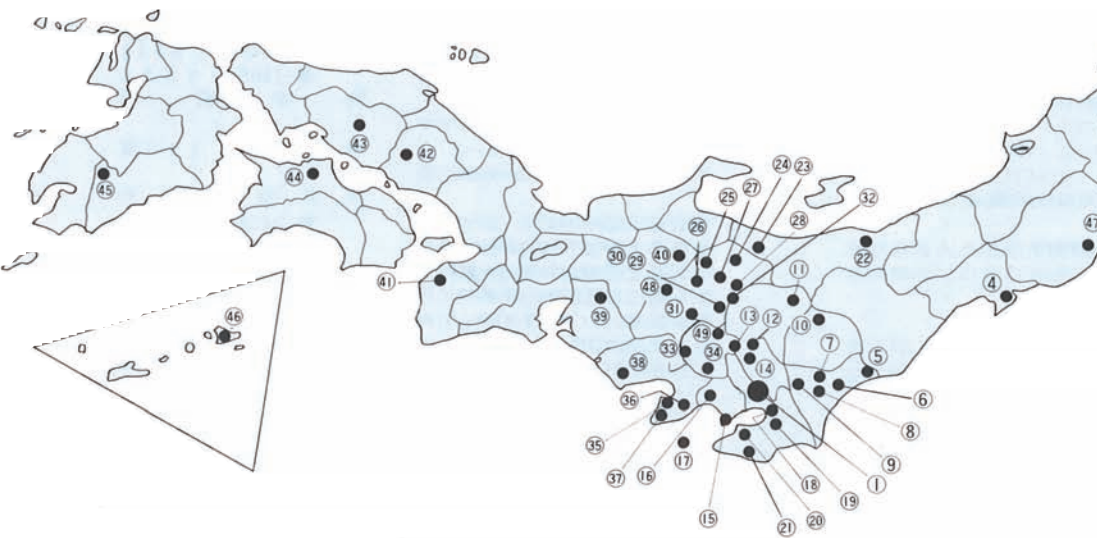 ㉔ ㉓
㉗ ㉜
㉕ ㉘
㊸ ㊷
㊺ ㊹ ㉖ ㊵ ㉒ ㊼
㉚ ㉙ ⑪ ④
㊶ ㊽
㊴ ㉛ ⑬ ⑫ ⑩
㊻ ㊾ ⑦ ⑤
㉝ ㉞ ⑭
㊳ ⑥
㊱ ⑧
㉟ ⑰ ⑨
㊲ ⑯ ⑱ ⑲ ①
⑮ ㉑ ⑳